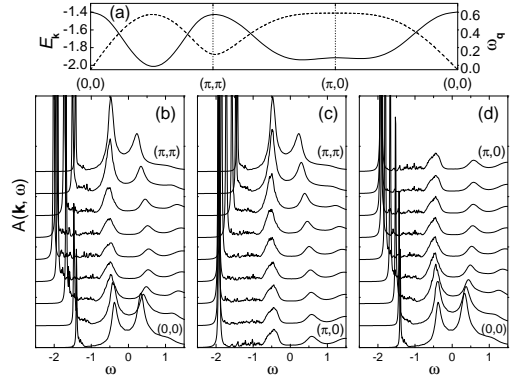 (a)
E_k
ω_q
-1.4
-1.6
-1.8
-2.0
0.6
0.4
0.2
0.0
(0,0) (π,π) (π,0) (0,0)
A(k, ω)
(b)
(π,π)
(0,0)
-2 -1 0 1
ω
(c)
(π,π)
(π,0)
-2 -1 0 1
ω
(d)
(π,0)
(0,0)
-2 -1 0 1
ω